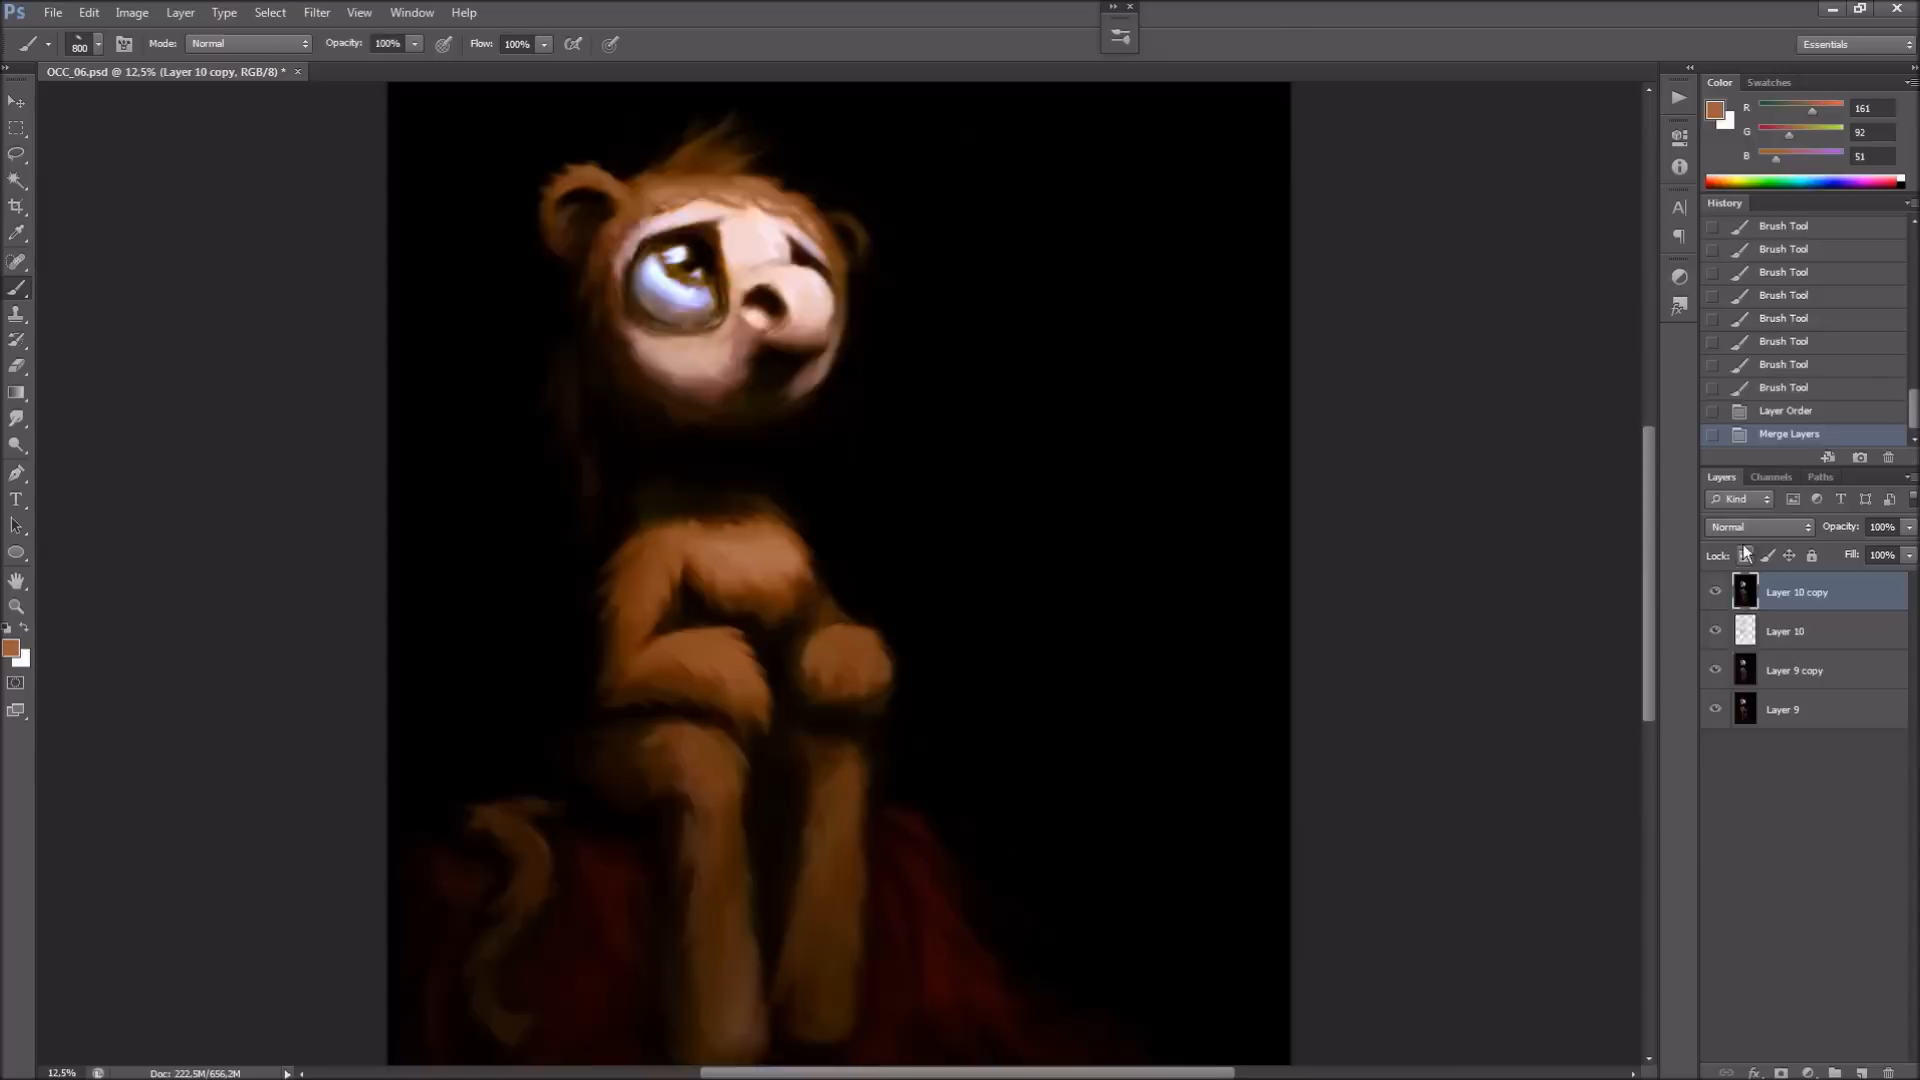 Ps File Edit Image Layer Type Select Filter View Window Help
800 Mode: Normal Opacity: 100% Flow: 100% Essentials
OCC_06.psd @ 12,5% (Layer 10 copy, RGB/8) *
Color Swatches
R 161
G 92
B 51
History
Brush Tool
Brush Tool
Brush Tool
Brush Tool
Brush Tool
Brush Tool
Brush Tool
Brush Tool
Layer Order
Merge Layers
Layers Channels Paths
Kind
Normal Opacity: 100%
Lock: Fill: 100%
Layer 10 copy
Layer 10
Layer 9 copy
Layer 9
12,5% Doc: 222,5M/656,2M